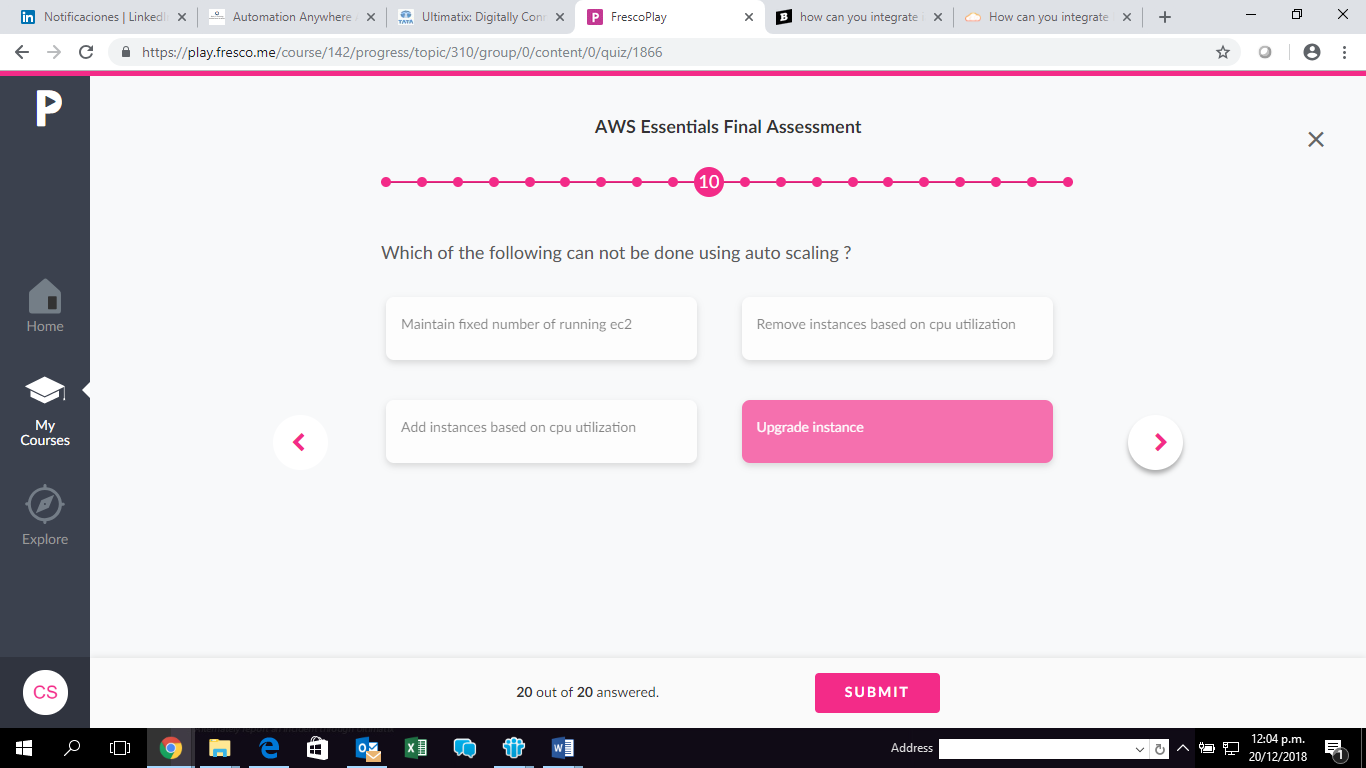 Notificaciones | LinkedI
Automation Anywhere
Ultimatix: Digitally Conn
FrescoPlay
how can you integrate
How can you integrate
https://play.fresco.me/course/142/progress/topic/310/group/0/content/0/quiz/1866
P
AWS Essentials Final Assessment
10
Which of the following can not be done using auto scaling ?
Maintain fixed number of running ec2
Remove instances based on cpu utilization
Add instances based on cpu utilization
Upgrade instance
Home
My
Courses
Explore
CS
20 out of 20 answered.
SUBMIT
Address
12:04 p.m.
20/12/2018
1